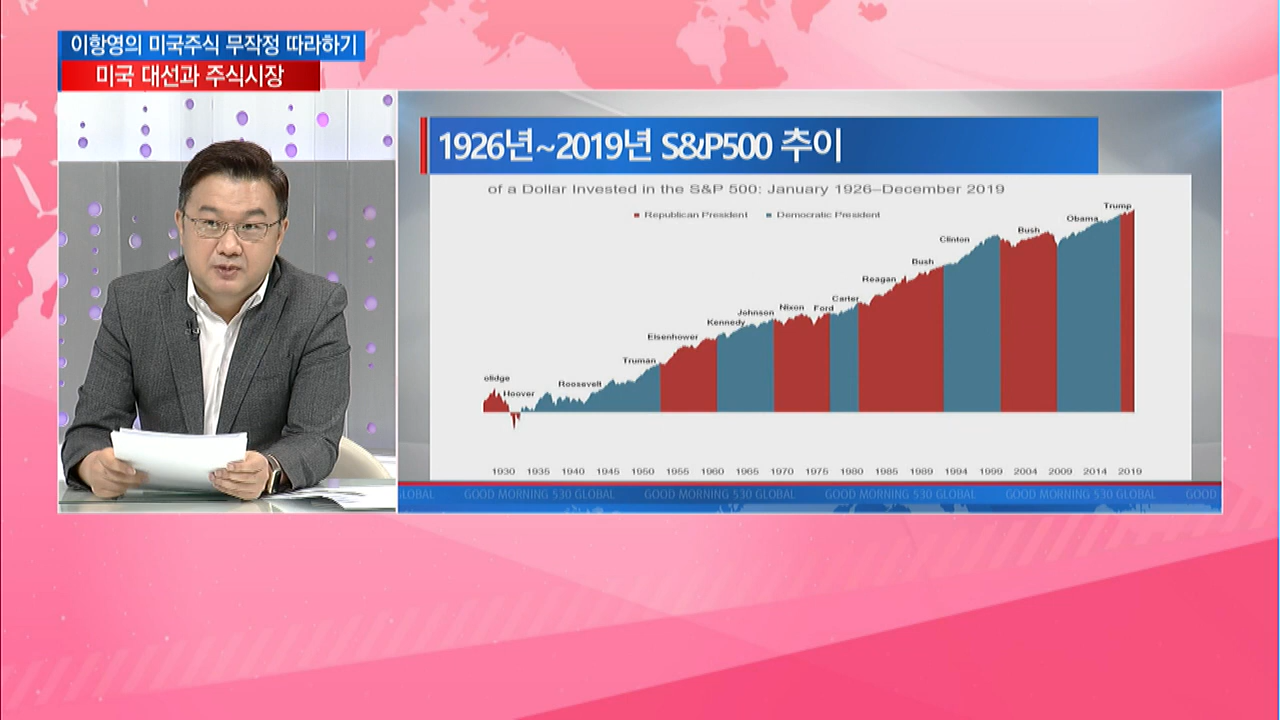 이항영의 미국주식 무작정 따라하기
미국 대선과 주식시장
1926년~2019년 S&P500 추이
of a Dollar Invested in the S&P 500: January 1926–December 2019
Republican President Democratic President
Trump
Obama
Bush
Clinton
Bush
Reagan
Carter
Nixon Ford
Johnson
Kennedy
Eisenhower
Truman
Roosevelt
olidge
Hoover
1930 1935 1940 1945 1950 1955 1960 1965 1970 1975 1980 1985 1989 1994 1999 2004 2009 2014 2019
GLOBAL GOOD MORNING 530 GLOBAL GOOD MORNING 530 GLOBAL GOOD MORNING 530 GLOBAL GOOD MORNING 530 GLOBAL GOOD